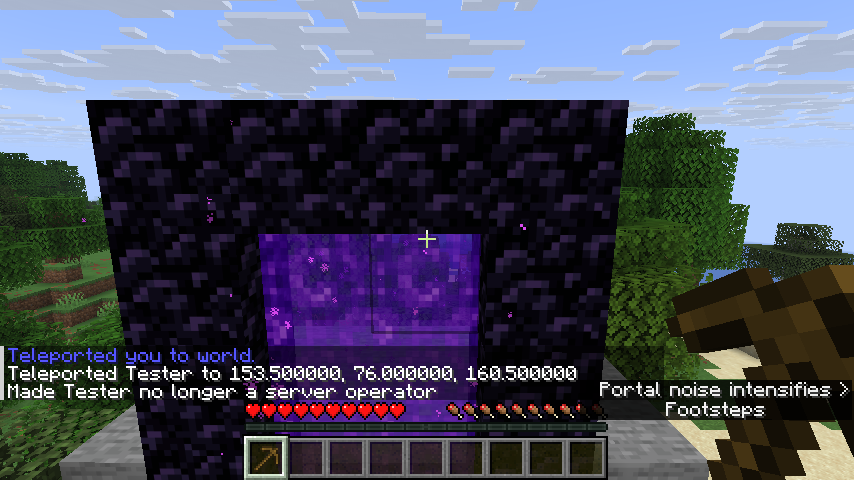 Teleported you to world.
Teleported Tester to 153.500000, 76.000000, 160.500000
Made Tester no longer a server operator
Portal noise intensifies >
Footsteps